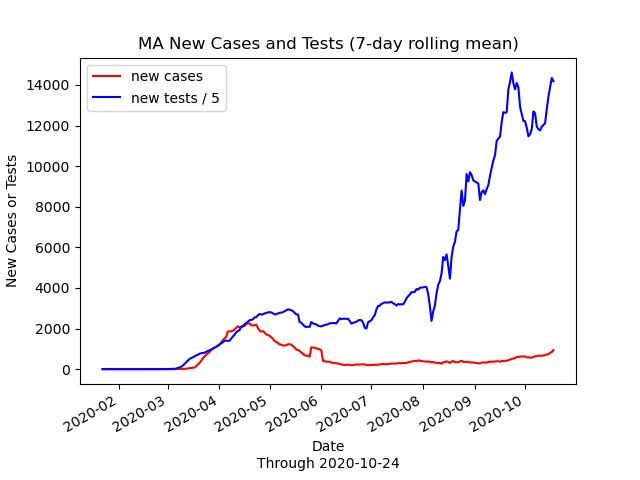 MA New Cases and Tests (7-day rolling mean)
new cases
new tests / 5
14000
12000
10000
8000
6000
4000
2000
0
New Cases or Tests
2020-02
2020-03
2020-04
2020-05
2020-06
2020-07
2020-08
2020-09
2020-10
Date
Through 2020-10-24